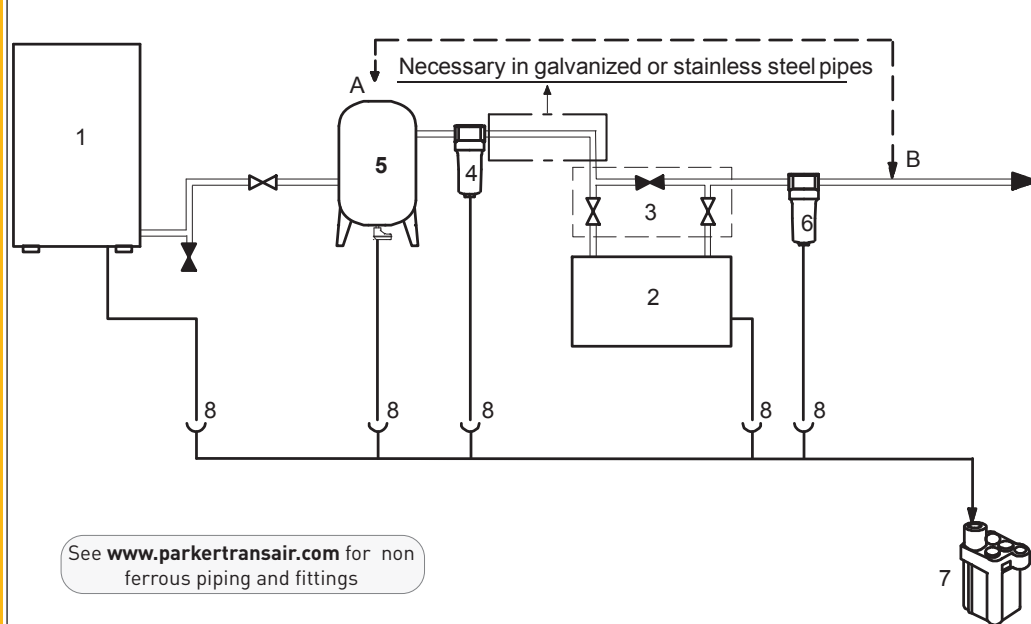 Necessary in galvanized or stainless steel pipes
A
1
5
4
B
3
6
2
8
8
8
8
8
See www.parkertransair.com for non
ferrous piping and fittings
7